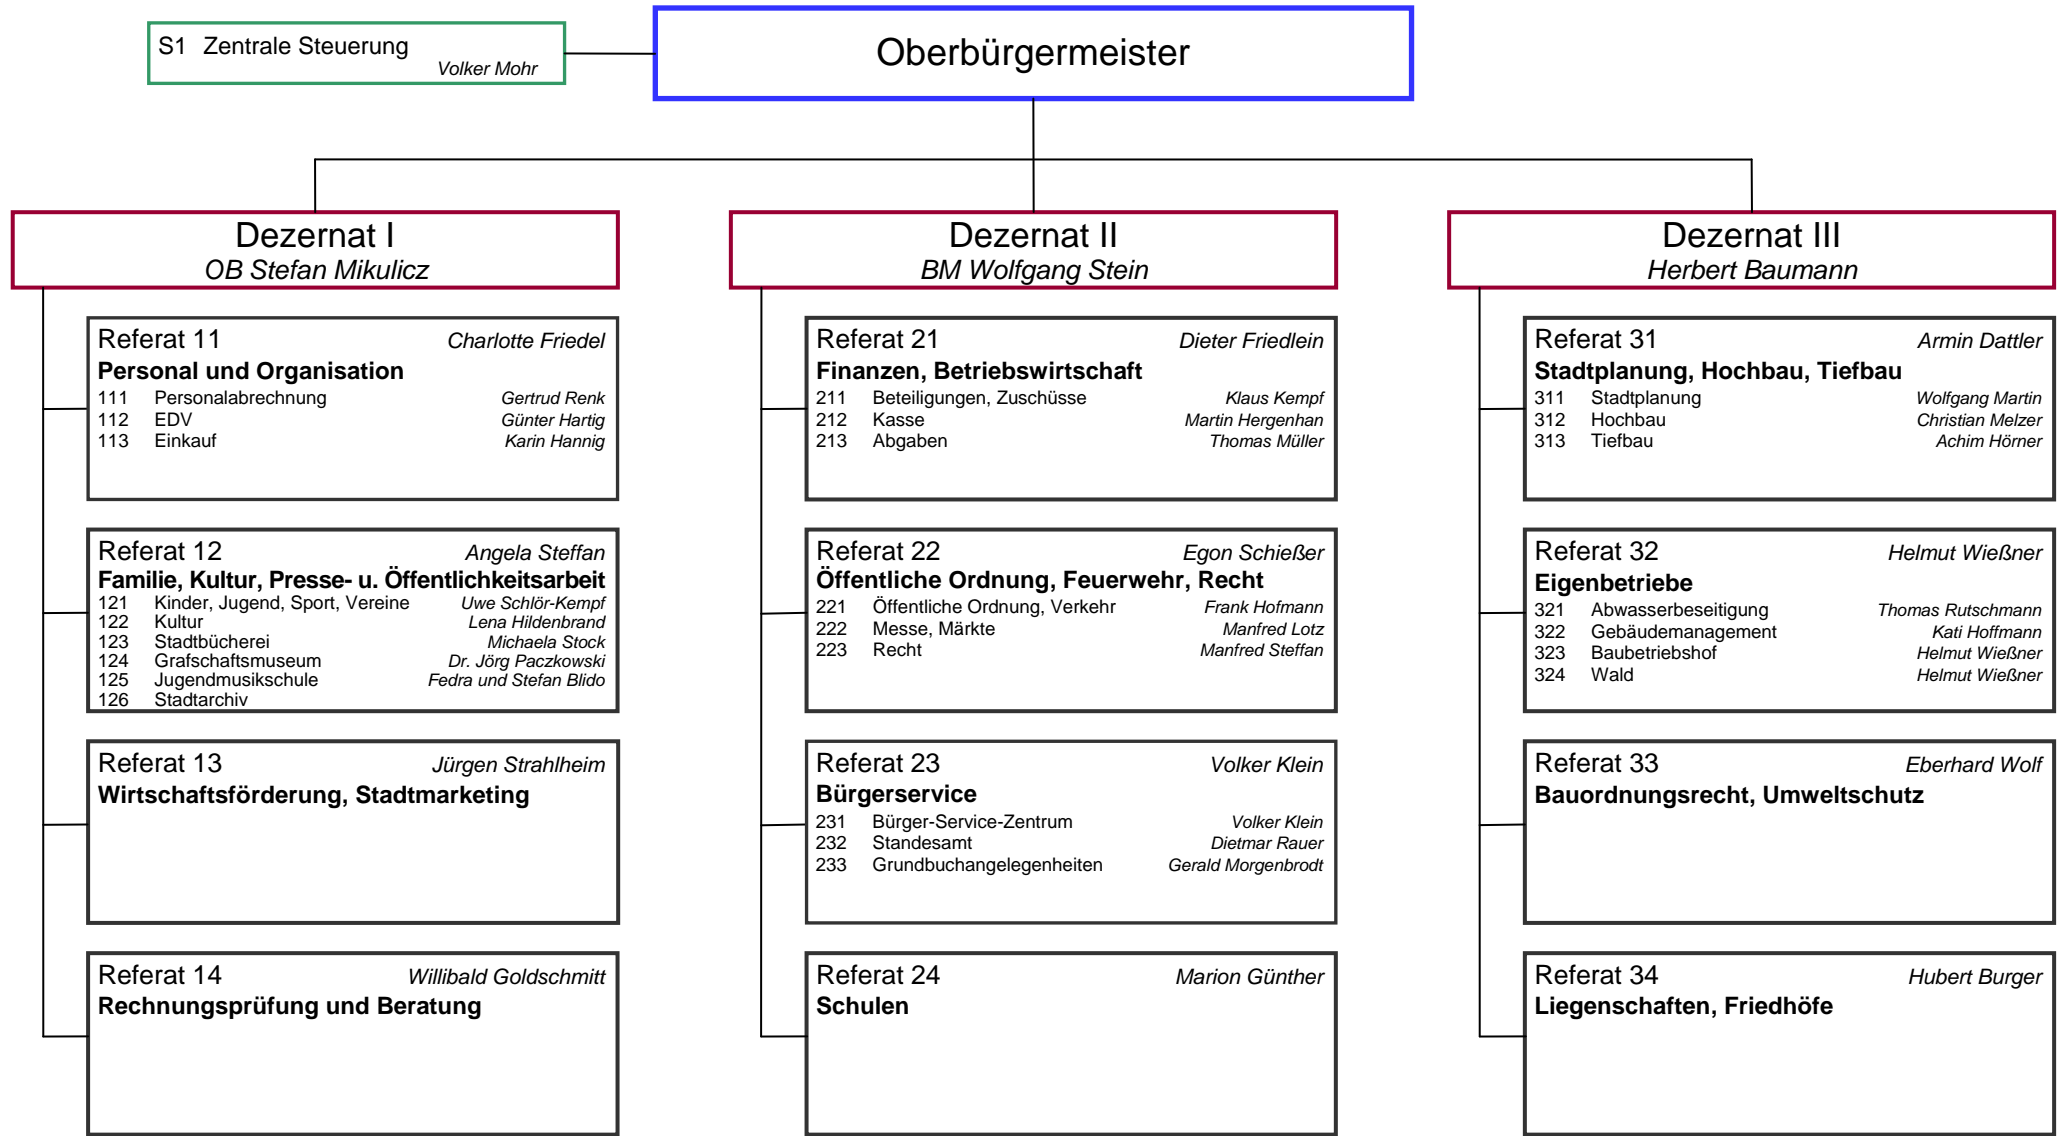 S1 Zentrale Steuerung
Volker Mohr
Oberbürgermeister
Dezernat I
OB Stefan Mikulicz
Referat 11 Charlotte Friedel
Personal und Organisation
111 Personalabrechnung Gertrud Renk
112 EDV Günter Hartig
113 Einkauf Karin Hannig
Referat 12 Angela Steffan
Familie, Kultur, Presse- u. Öffentlichkeitsarbeit
121 Kinder, Jugend, Sport, Vereine Uwe Schlör-Kempf
122 Kultur Lena Hildenbrand
123 Stadtbücherei Michaela Stock
124 Grafschaftsmuseum Dr. Jörg Paczkowski
125 Jugendmusikschule Fedra und Stefan Blido
126 Stadtarchiv
Referat 13 Jürgen Strahlheim
Wirtschaftsförderung, Stadtmarketing
Referat 14 Willibald Goldschmitt
Rechnungsprüfung und Beratung
Dezernat II
BM Wolfgang Stein
Referat 21 Dieter Friedlein
Finanzen, Betriebswirtschaft
211 Beteiligungen, Zuschüsse Klaus Kempf
212 Kasse Martin Hergenhan
213 Abgaben Thomas Müller
Referat 22 Egon Schießer
Öffentliche Ordnung, Feuerwehr, Recht
221 Öffentliche Ordnung, Verkehr Frank Hofmann
222 Messe, Märkte Manfred Lotz
223 Recht Manfred Steffan
Referat 23 Volker Klein
Bürgerservice
231 Bürger-Service-Zentrum Volker Klein
232 Standesamt Dietmar Rauer
233 Grundbuchangelegenheiten Gerald Morgenbrodt
Referat 24 Marion Günther
Schulen
Dezernat III
Herbert Baumann
Referat 31 Armin Dattler
Stadtplanung, Hochbau, Tiefbau
311 Stadtplanung Wolfgang Martin
312 Hochbau Christian Melzer
313 Tiefbau Achim Hörner
Referat 32 Helmut Wießner
Eigenbetriebe
321 Abwasserbeseitigung Thomas Rutschmann
322 Gebäudemanagement Kati Hoffmann
323 Baubetriebshof Helmut Wießner
324 Wald Helmut Wießner
Referat 33 Eberhard Wolf
Bauordnungsrecht, Umweltschutz
Referat 34 Hubert Burger
Liegenschaften, Friedhöfe